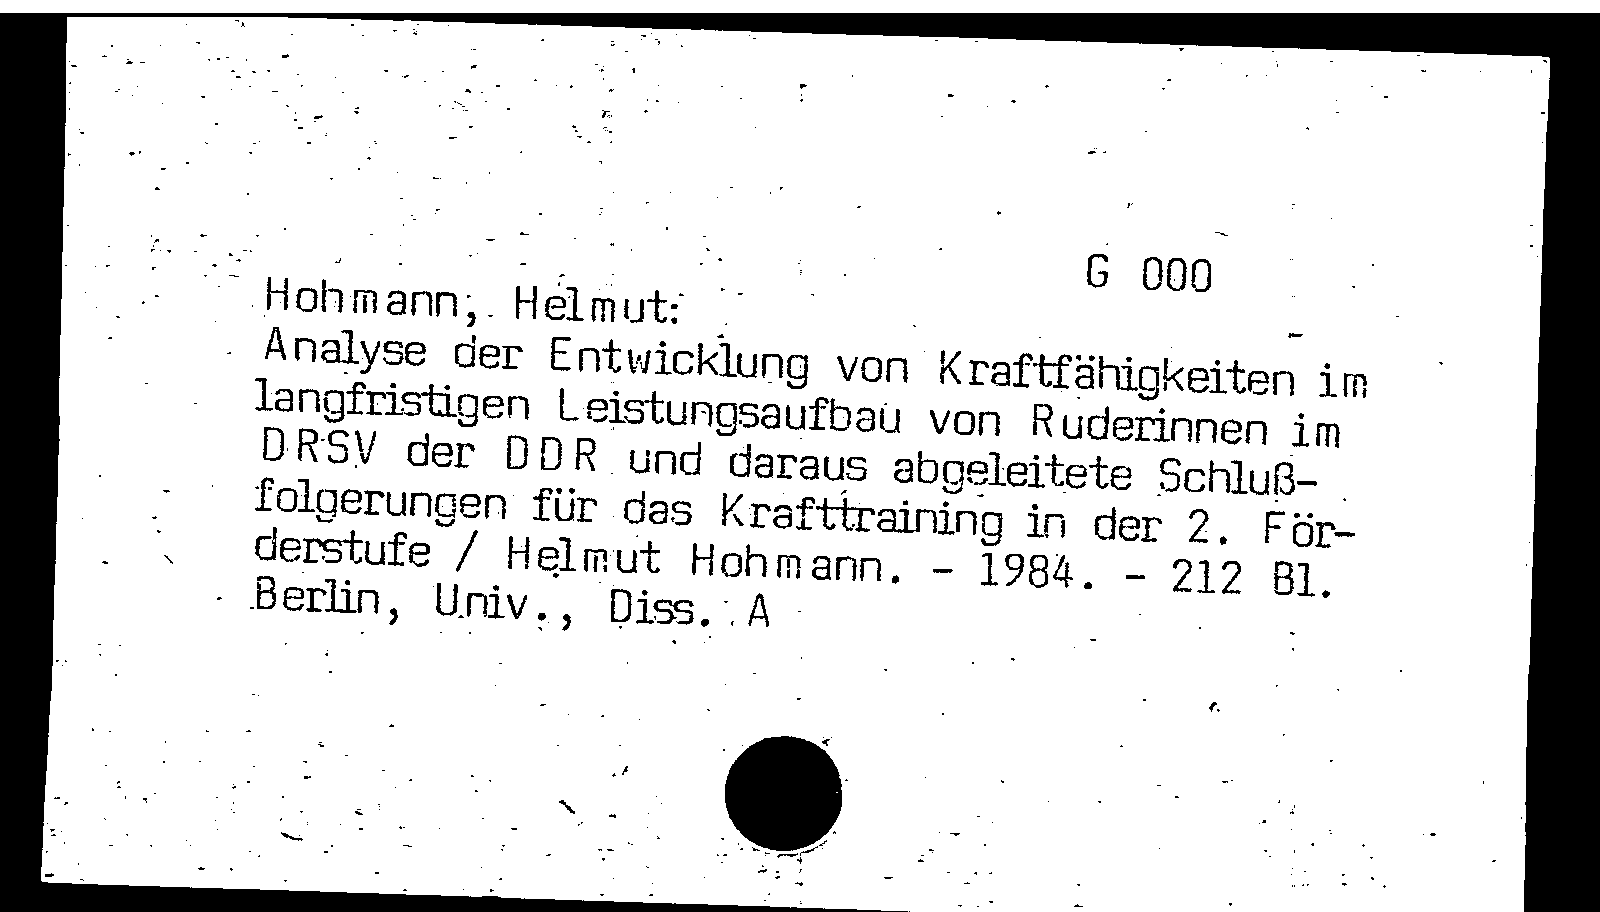 G 000
Hohmann, Helmut:
Analyse der Entwicklung von Kraftfähigkeiten im
langfristigen Leistungsaufbau von Ruderinnen im
DRSV der DDR und daraus abgeleitete Schluß-
folgerungen für das Krafttraining in der 2. För-
derstufe / Helmut Hohmann. - 1984. - 212 Bl.
Berlin, Univ., Diss. A